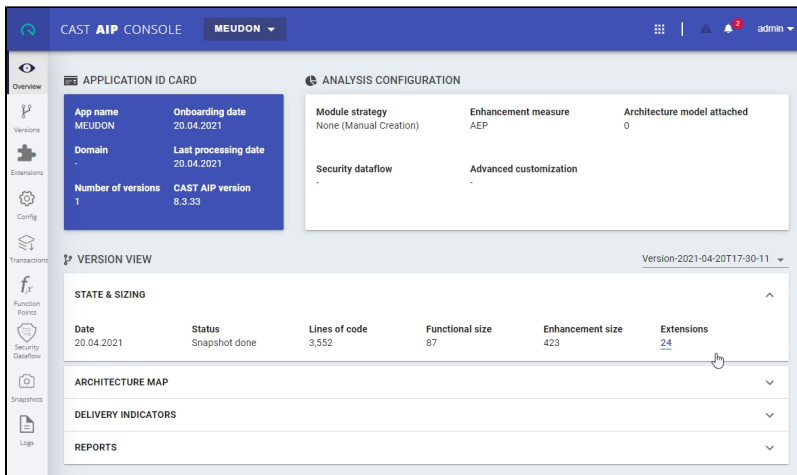 CAST AIP CONSOLE MEUDON 2 admin
Overview
Versions
Extensions
Config
Transactions
fx
Function
Points
Security
Dataflow
Snapshots
Logs
APPLICATION ID CARD
App name Onboarding date
MEUDON 20.04.2021
Domain Last processing date
- 20.04.2021
Number of versions CAST AIP version
1 8.3.33
ANALYSIS CONFIGURATION
Module strategy Enhancement measure Architecture model attached
None (Manual Creation) AEP 0
Security dataflow Advanced customization
- -
VERSION VIEW Version-2021-04-20T17-30-11
STATE & SIZING
Date Status Lines of code Functional size Enhancement size Extensions
20.04.2021 Snapshot done 3,552 87 423 24
ARCHITECTURE MAP
DELIVERY INDICATORS
REPORTS